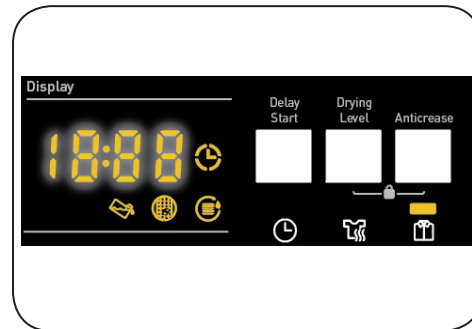 Display
Delay
Start
Drying
Level
Anticrease
18:88